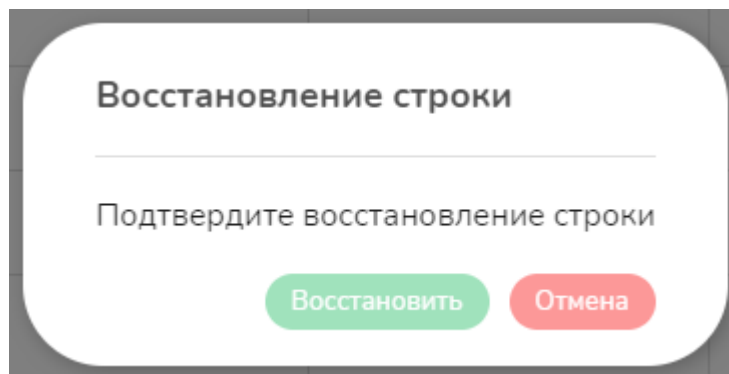 Восстановление строки
Подтвердите восстановление строки
Восстановить Отмена